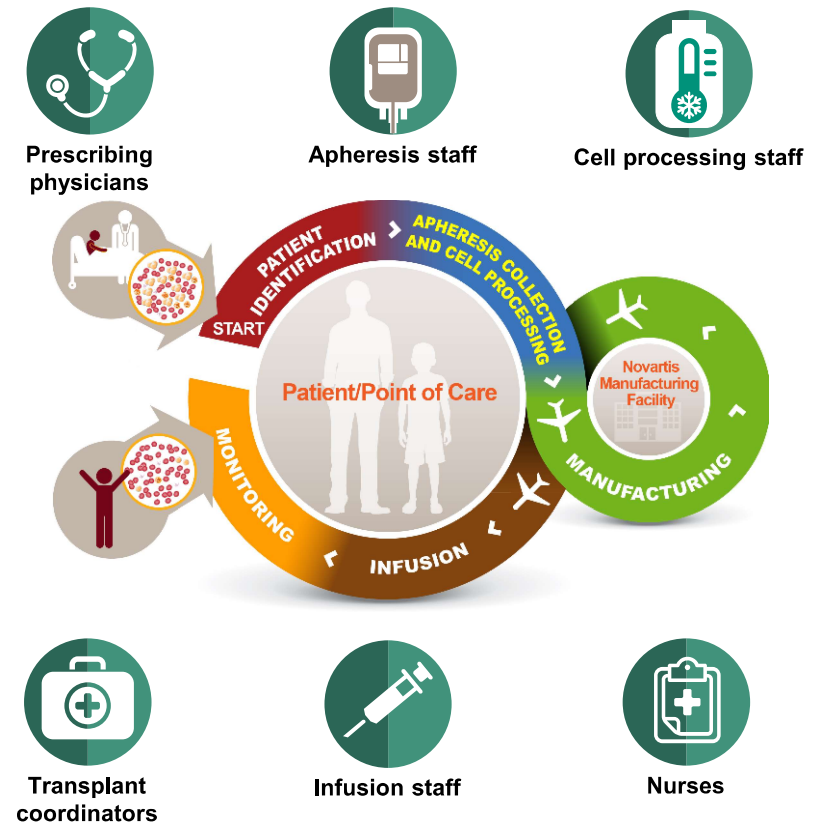 Prescribing
physicians
Apheresis staff
Cell processing staff
PATIENT
IDENTIFICATION
START
APHERESIS COLLECTION
AND CELL PROCESSING
Patient/Point of Care
Novartis
Manufacturing
Facility
MANUFACTURING
INFUSION
MONITORING
Transplant
coordinators
Infusion staff
Nurses